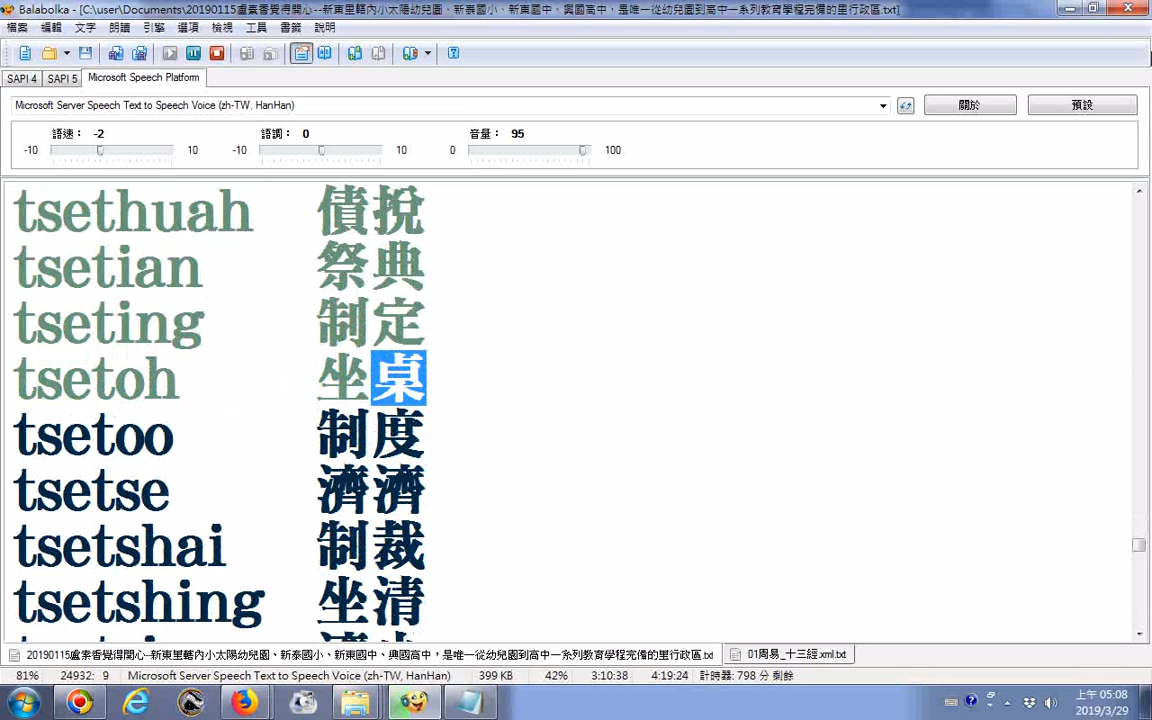 Balabolka - [C:\user\Documents\20190115盧素香覺得開心--新東里轄內小太陽幼兒園、新泰國小、新東國中、興國高中，是唯一從幼兒園到高中一系列教育學程完備的里行政區.txt]
檔案 編輯 文字 朗讀 引擎 選項 檢視 工具 書籤 說明
SAPI 4 SAPI 5 Microsoft Speech Platform
Microsoft Server Speech Text to Speech Voice (zh-TW, HanHan) 關於 預設
語速： -2 語調： 0 音量： 95
-10 10 -10 10 0 100
tsethuah 債挩
tsetian 祭典
tseting 制定
tsetoh 坐桌
tsetoo 制度
tsetse 濟濟
tsetshai 制裁
tsetshing 坐清
20190115盧素香覺得開心--新東里轄內小太陽幼兒園、新泰國小、新東國中、興國高中，是唯一從幼兒園到高中一系列教育學程完備的里行政區.txt 01周易_十三經.xml.txt
81% 24932: 9 Microsoft Server Speech Text to Speech Voice (zh-TW, HanHan) 399 KB 42% 3:10:38 4:19:24 計時器: 798 分 剩餘
上午 05:08
2019/3/29